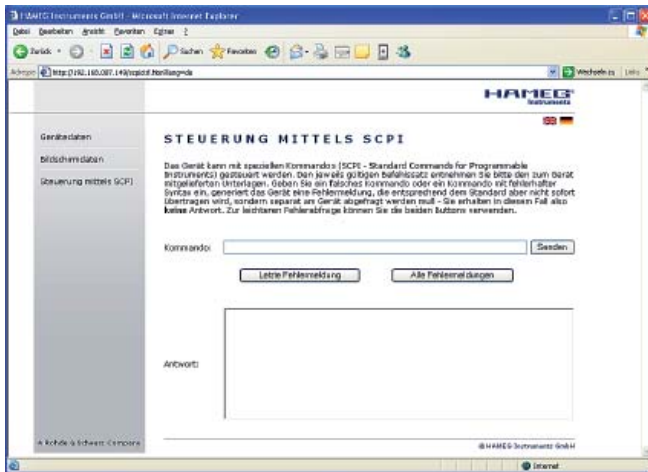 HAMEG Instruments GmbH - Microsoft Internet Explorer
Datei Bearbeiten Ansicht Favoriten Extras ?
Zurück Suchen Favoriten
Adresse Wechseln zu Links
HAMEG
Instruments
Gerätedaten
Bildschirmdaten
Steuerung mittels SCPI
STEUERUNG MITTELS SCPI
Das Gerät kann mit speziellen Kommandos (SCPI - Standard Commands for Programmable
Instruments) gesteuert werden. Den jeweils gültigen Befehlssatz entnehmen Sie bitte den zum Gerät
mitgelieferten Unterlagen. Geben Sie ein falsches Kommando oder ein Kommando mit fehlerhafter
Syntax ein, generiert das Gerät eine Fehlermeldung, die entsprechend dem Standard aber nicht sofort
übertragen wird, sondern separat am Gerät abgefragt werden muß - Sie erhalten in diesem Fall also
keine Antwort. Zur leichteren Fehlerabfrage können Sie die beiden Buttons verwenden.
Kommando: Senden
Letzte Fehlermeldung Alle Fehlermeldungen
Antwort:
A Rohde & Schwarz Company
© HAMEG Instruments GmbH
Internet